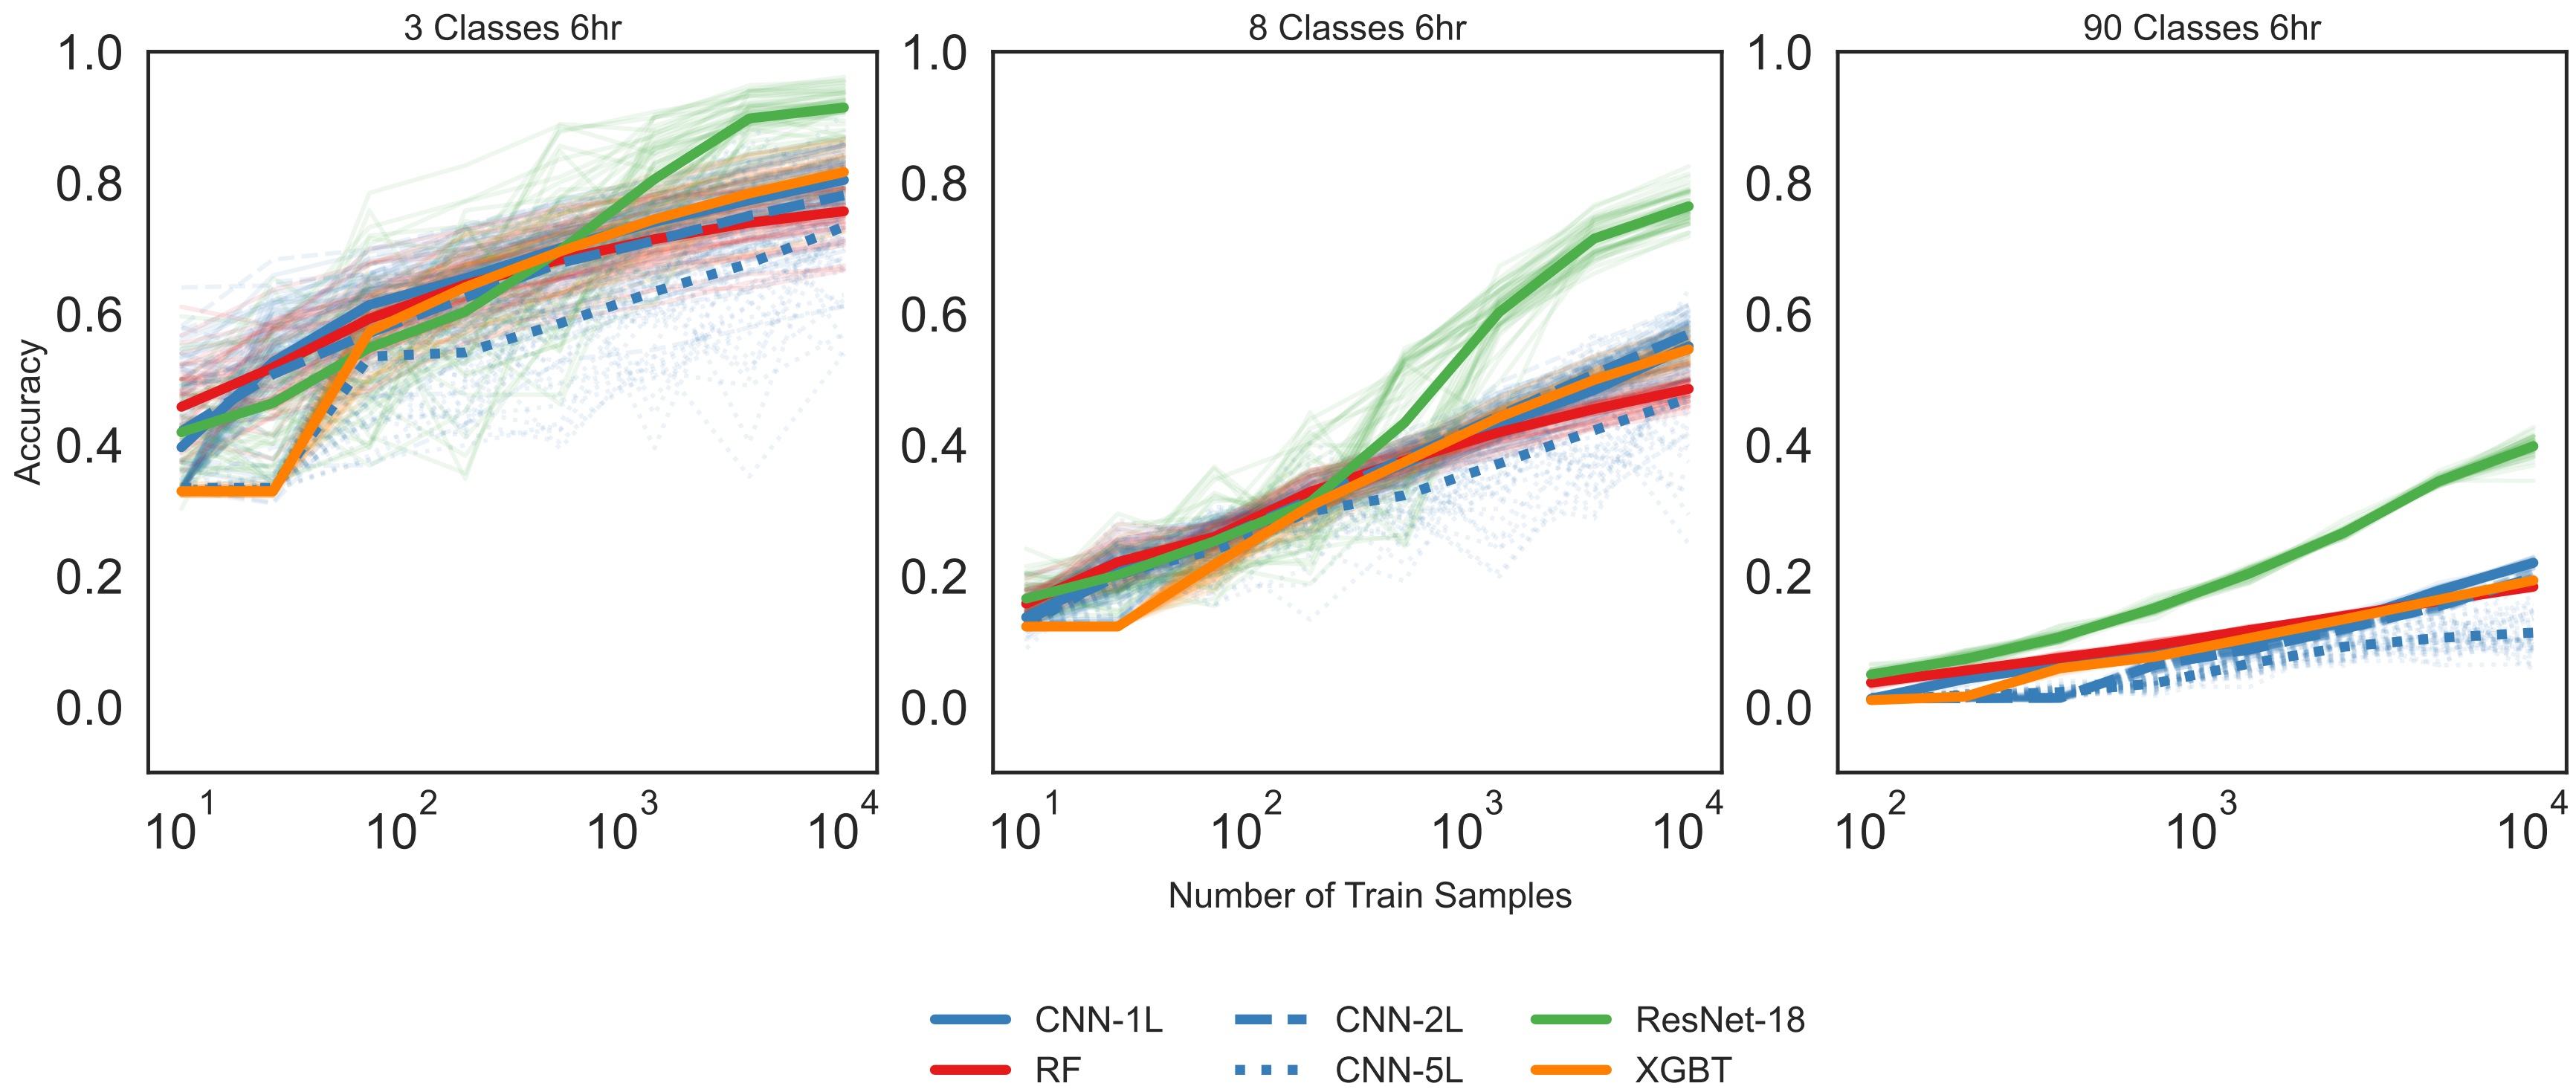 3 Classes 6hr
8 Classes 6hr
90 Classes 6hr
Accuracy
1.0
0.8
0.6
0.4
0.2
0.0
1.0
0.8
0.6
0.4
0.2
0.0
1.0
0.8
0.6
0.4
0.2
0.0
10^1 10^2 10^3 10^4
10^1 10^2 10^3 10^4
10^2 10^3 10^4
Number of Train Samples
CNN-1L CNN-2L ResNet-18
RF CNN-5L XGBT